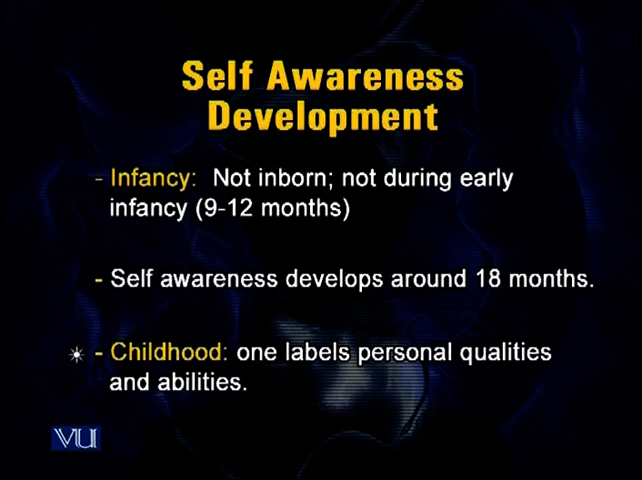 Self Awareness
Development
- Infancy: Not inborn; not during early
infancy (9-12 months)
- Self awareness develops around 18 months.
- Childhood: one labels personal qualities
and abilities.
VU